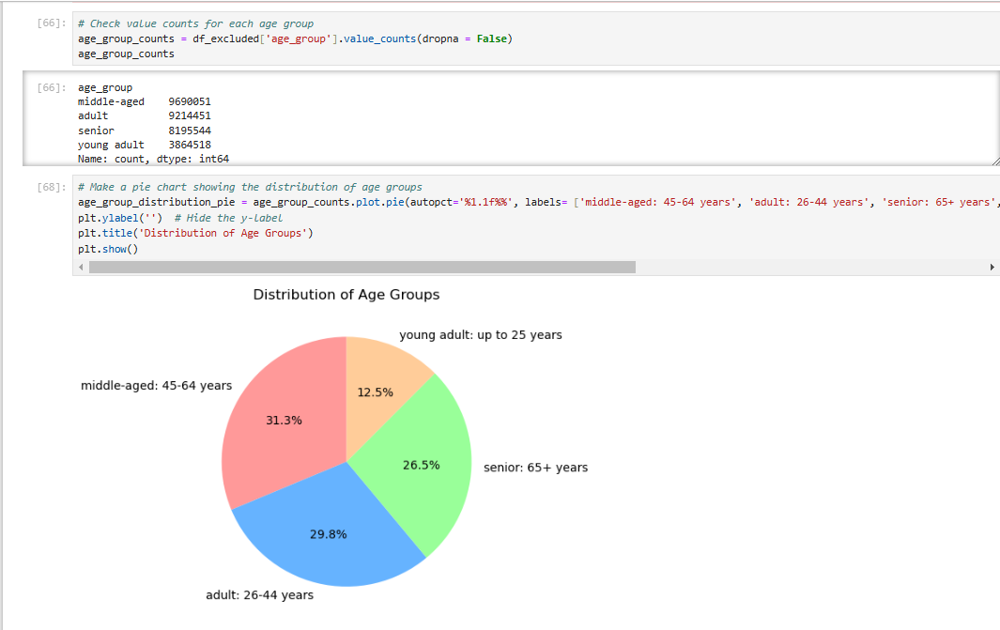 [66]: # Check value counts for each age group
age_group_counts = df_excluded['age_group'].value_counts(dropna = False)
age_group_counts
[66]: age_group
middle-aged    9690051
adult          9214451
senior         8195544
young adult    3864518
Name: count, dtype: int64
[68]: # Make a pie chart showing the distribution of age groups
age_group_distribution_pie = age_group_counts.plot.pie(autopct='%1.1f%%', labels= ['middle-aged: 45-64 years', 'adult: 26-44 years', 'senior: 65+ years',
plt.ylabel('')  # Hide the y-label
plt.title('Distribution of Age Groups')
plt.show()
Distribution of Age Groups
young adult: up to 25 years
middle-aged: 45-64 years
12.5%
31.3%
26.5%
senior: 65+ years
29.8%
adult: 26-44 years